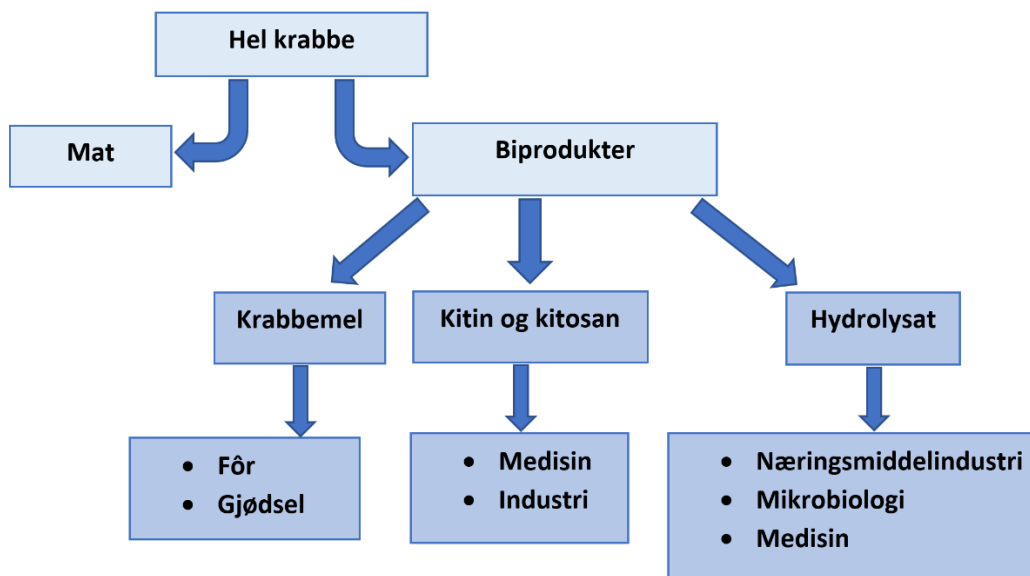 Hel krabbe
Mat
Biprodukter
Krabbemel
Kitin og kitosan
Hydrolysat
• Fôr
• Gjødsel
• Medisin
• Industri
• Næringsmiddelindustri
• Mikrobiologi
• Medisin